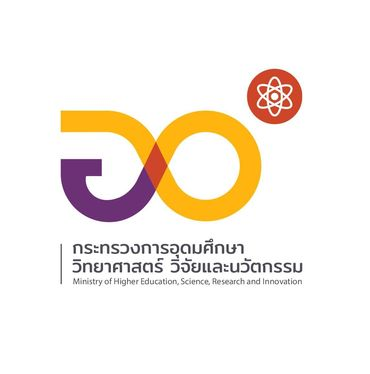 กระทรวงการอุดมศึกษา
วิทยาศาสตร์ วิจัยและนวัตกรรม
Ministry of Higher Education, Science, Research and Innovation